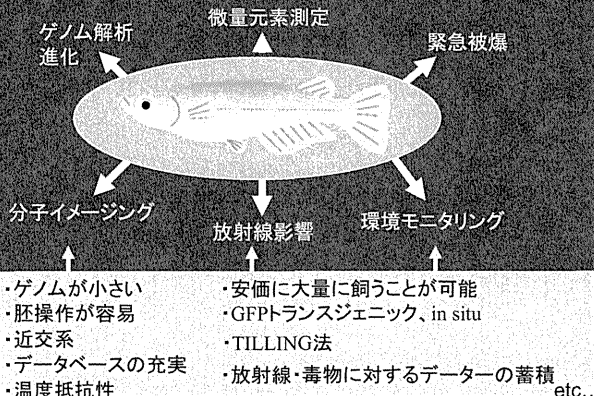 微量元素測定
ゲノム解析
進化
緊急被爆
分子イメージング
放射線影響
環境モニタリング
・ゲノムが小さい
・胚操作が容易
・近交系
・データベースの充実
・温度抵抗性
・安価に大量に飼うことが可能
・GFPトランスジェニック、in situ
・TILLING法
・放射線・毒物に対するデーターの蓄積
etc..